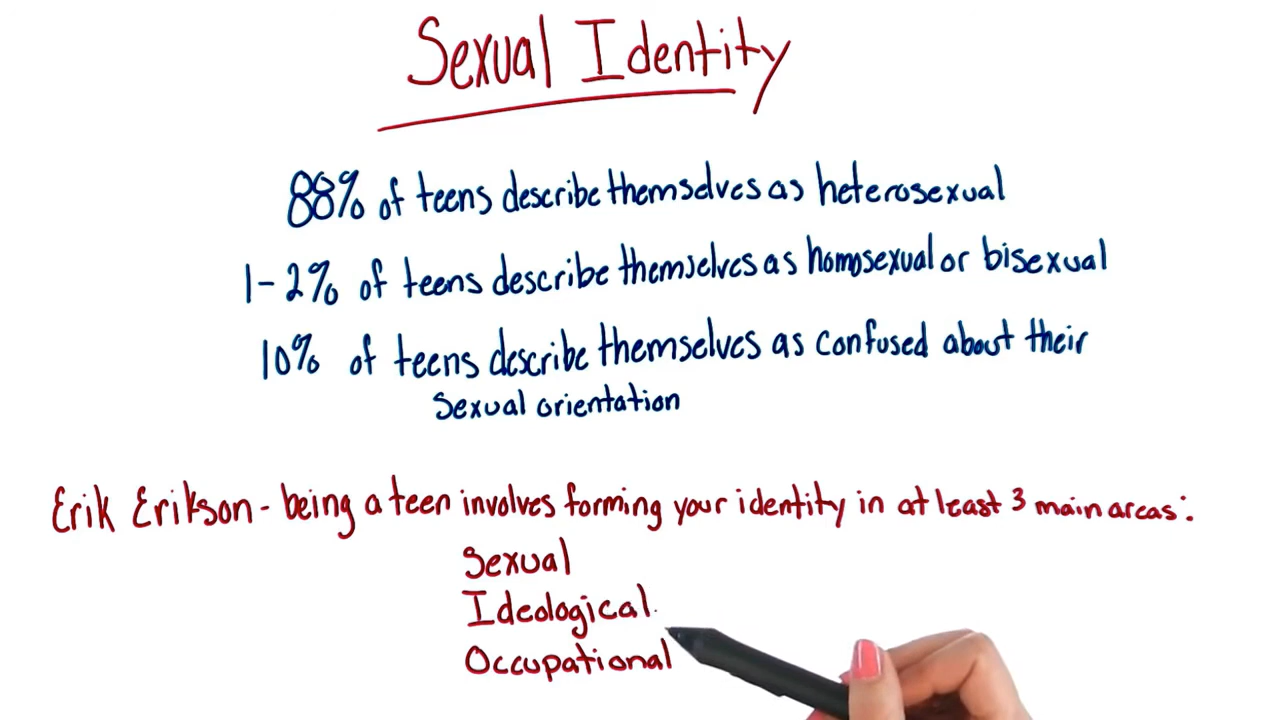 Sexual Identity
88% of teens describe themselves as heterosexual
1-2% of teens describe themselves as homosexual or bisexual
10% of teens describe themselves as confused about their
sexual orientation
Erik Erikson - being a teen involves forming your identity in at least 3 main areas:
Sexual
Ideological
Occupational